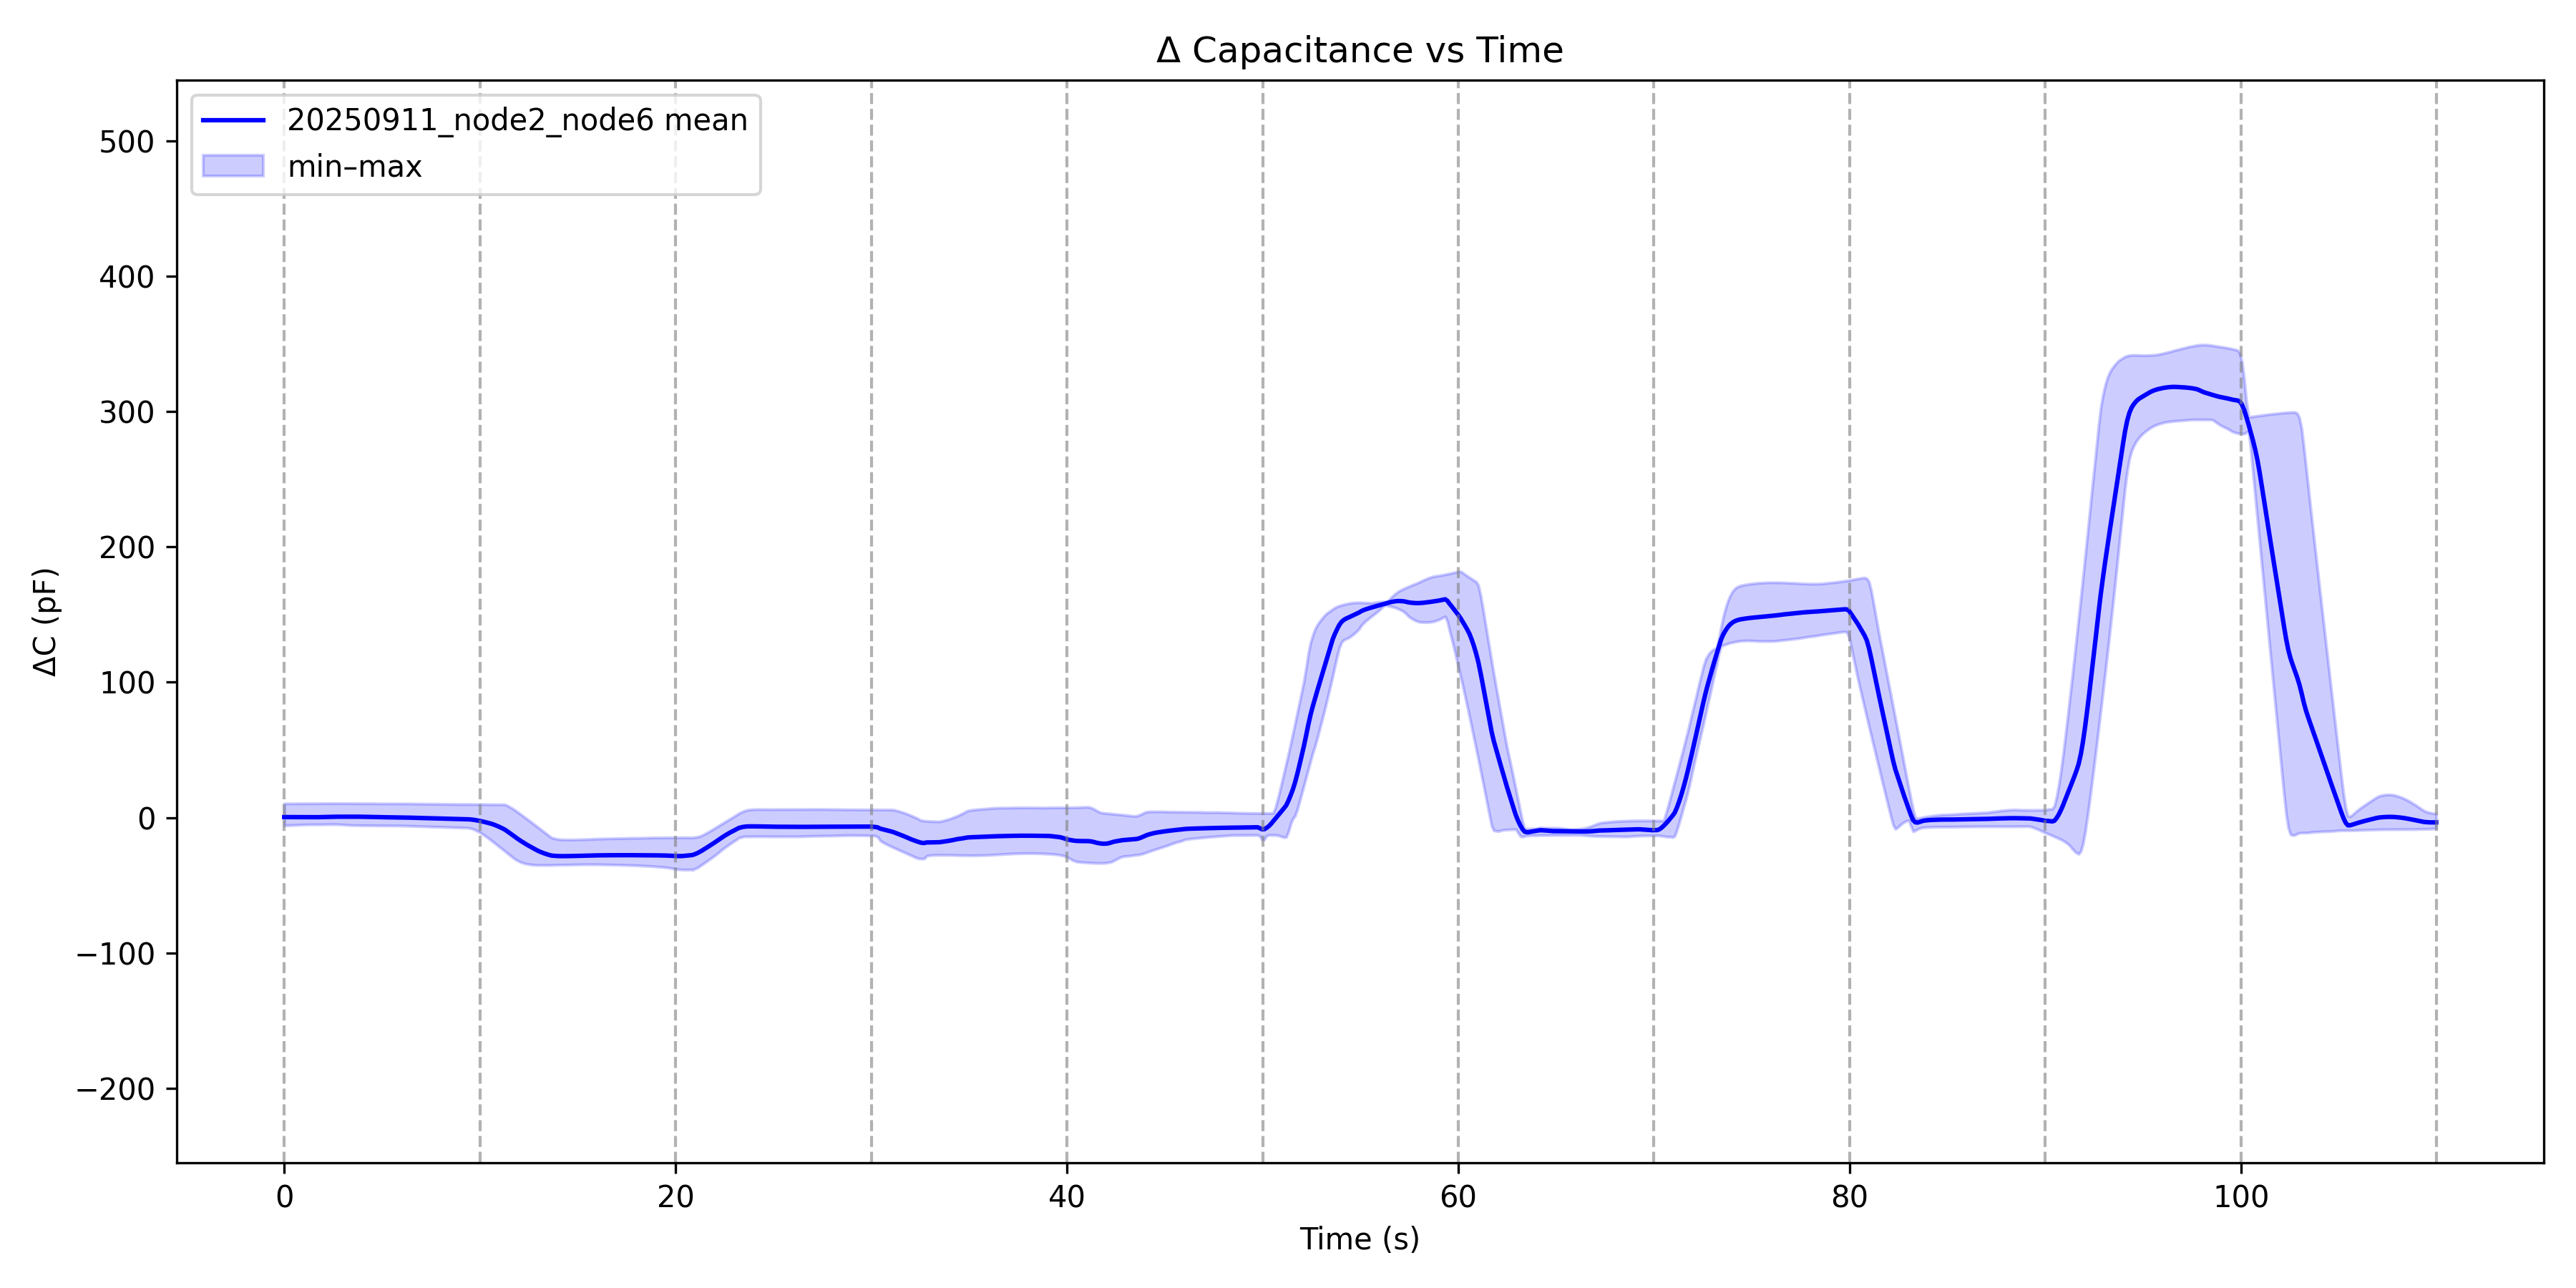 Δ Capacitance vs Time
20250911_node2_node6 mean
min–max
500
400
300
200
100
0
−100
−200
ΔC (pF)
0 20 40 60 80 100
Time (s)